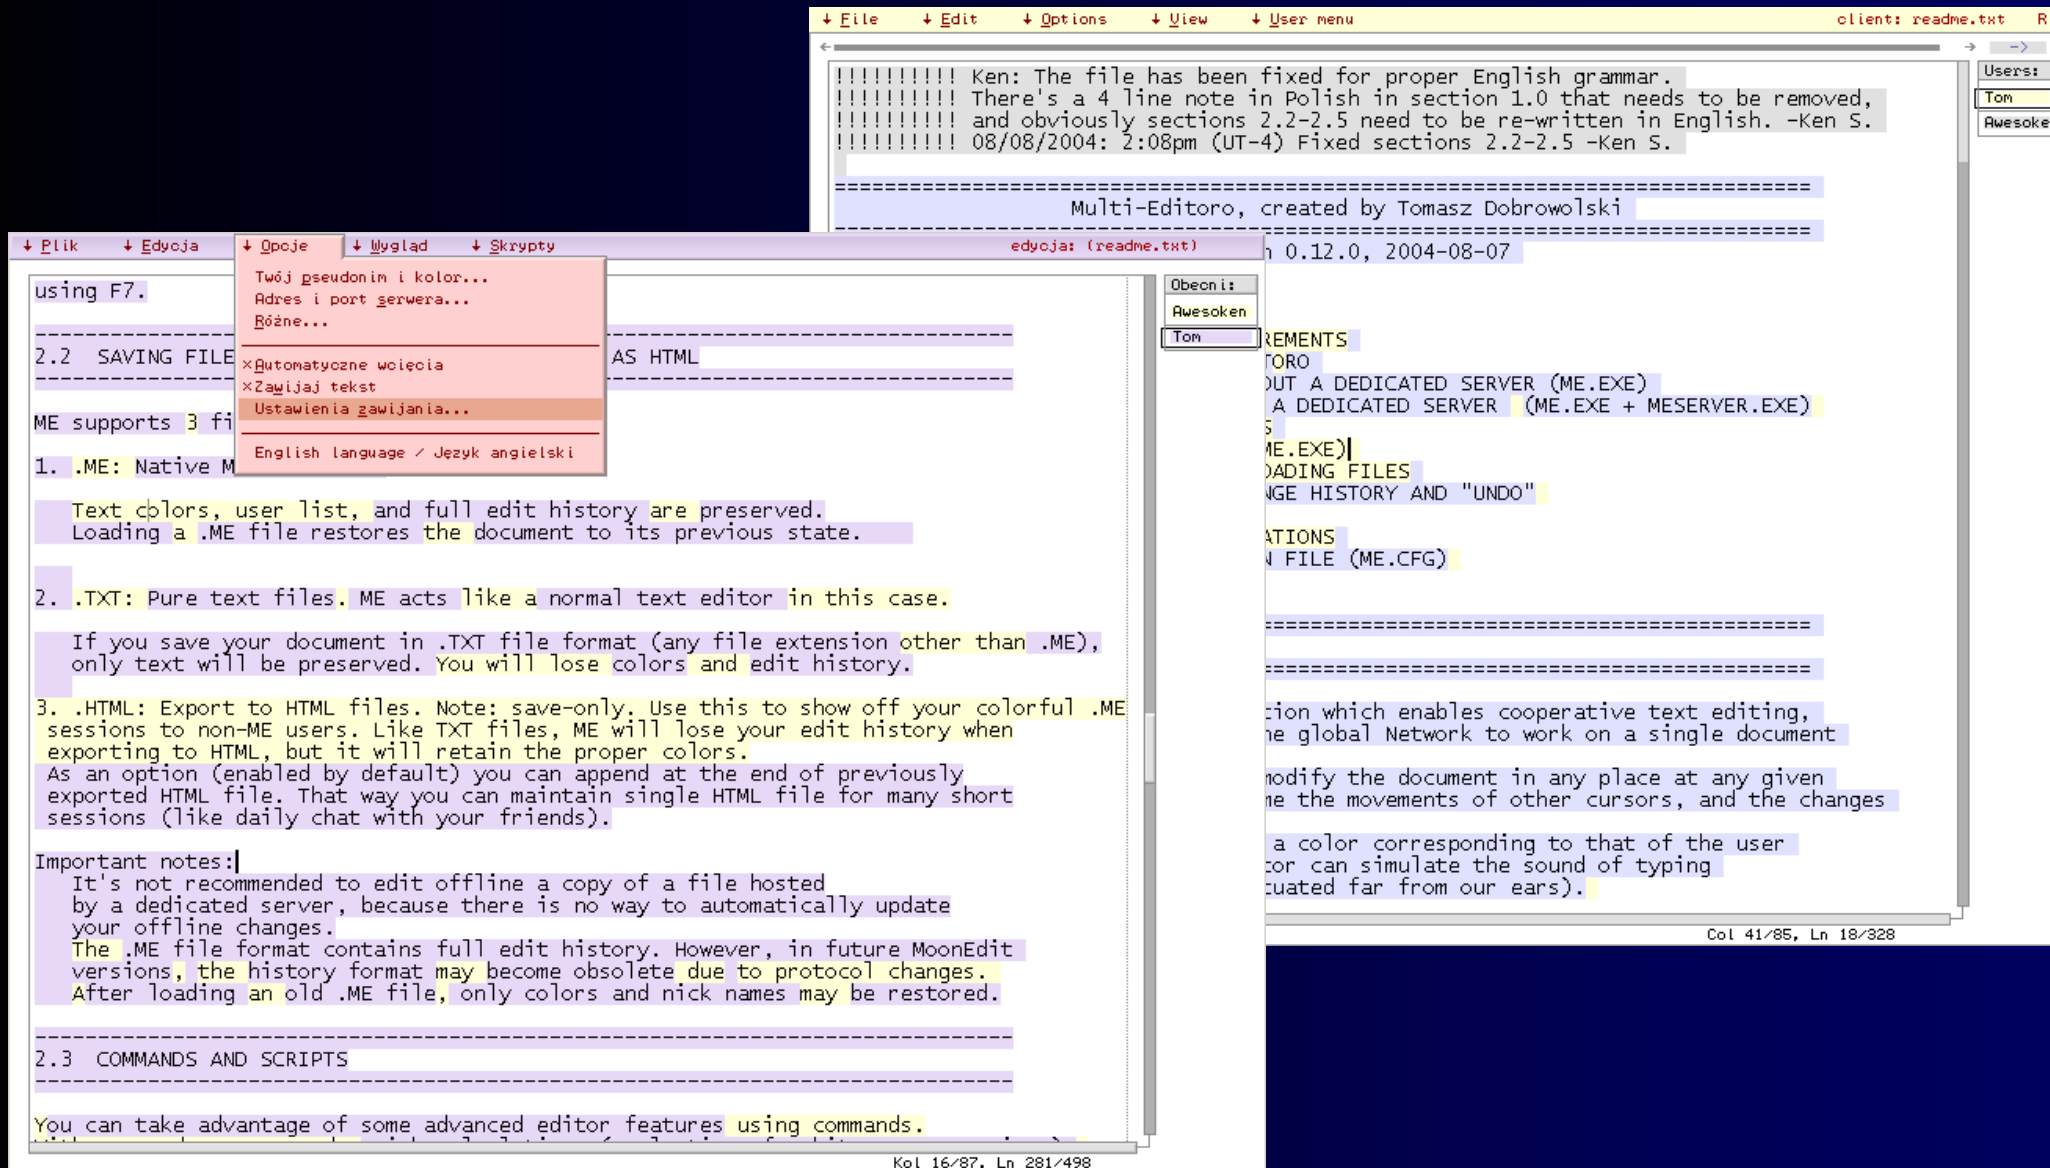 ↓ File ↓ Edit ↓ Options ↓ View ↓ User menu client: readme.txt R
← → ->
!!!!!!!!!! Ken: The file has been fixed for proper English grammar.
!!!!!!!!!! There's a 4 line note in Polish in section 1.0 that needs to be removed,
!!!!!!!!!! and obviously sections 2.2-2.5 need to be re-written in English. -Ken S.
!!!!!!!!!! 08/08/2004: 2:08pm (UT-4) Fixed sections 2.2-2.5 -Ken S.
==============================================================================
Multi-Editoro, created by Tomasz Dobrowolski
------------------------------------------------------------------------------
0.12.0, 2004-08-07
REMENTS
TORO
OUT A DEDICATED SERVER (ME.EXE)
A DEDICATED SERVER (ME.EXE + MESERVER.EXE)
S
ME.EXE)
OADING FILES
NGE HISTORY AND "UNDO"
ATIONS
N FILE (ME.CFG)
============================================
============================================
tion which enables cooperative text editing,
he global Network to work on a single document
modify the document in any place at any given
me the movements of other cursors, and the changes
a color corresponding to that of the user
tor can simulate the sound of typing
tuated far from our ears).
Col 41/85, Ln 18/328
Users:
Tom
Awesoke
↓ Plik ↓ Edycja ↓ Opcje ↓ Wygląd ↓ Skrypty edycja: (readme.txt)
Twój pseudonim i kolor...
Adres i port serwera...
Różne...
×Automatyczne wcięcia
×Zawijaj tekst
Ustawienia zawijania...
English language / Język angielski
using F7.
------------------------------------------------------------------------------
2.2 SAVING FILE AS HTML
------------------------------------------------------------------------------
ME supports 3 fi
1. .ME: Native M
Text colors, user list, and full edit history are preserved.
Loading a .ME file restores the document to its previous state.
2. .TXT: Pure text files. ME acts like a normal text editor in this case.
If you save your document in .TXT file format (any file extension other than .ME),
only text will be preserved. You will lose colors and edit history.
3. .HTML: Export to HTML files. Note: save-only. Use this to show off your colorful .ME
sessions to non-ME users. Like TXT files, ME will lose your edit history when
exporting to HTML, but it will retain the proper colors.
As an option (enabled by default) you can append at the end of previously
exported HTML file. That way you can maintain single HTML file for many short
sessions (like daily chat with your friends).
Important notes:
It's not recommended to edit offline a copy of a file hosted
by a dedicated server, because there is no way to automatically update
your offline changes.
The .ME file format contains full edit history. However, in future MoonEdit
versions, the history format may become obsolete due to protocol changes.
After loading an old .ME file, only colors and nick names may be restored.
------------------------------------------------------------------------------
2.3 COMMANDS AND SCRIPTS
------------------------------------------------------------------------------
You can take advantage of some advanced editor features using commands.
Kol 16/87, Ln 281/498
Obecni:
Awesoken
Tom